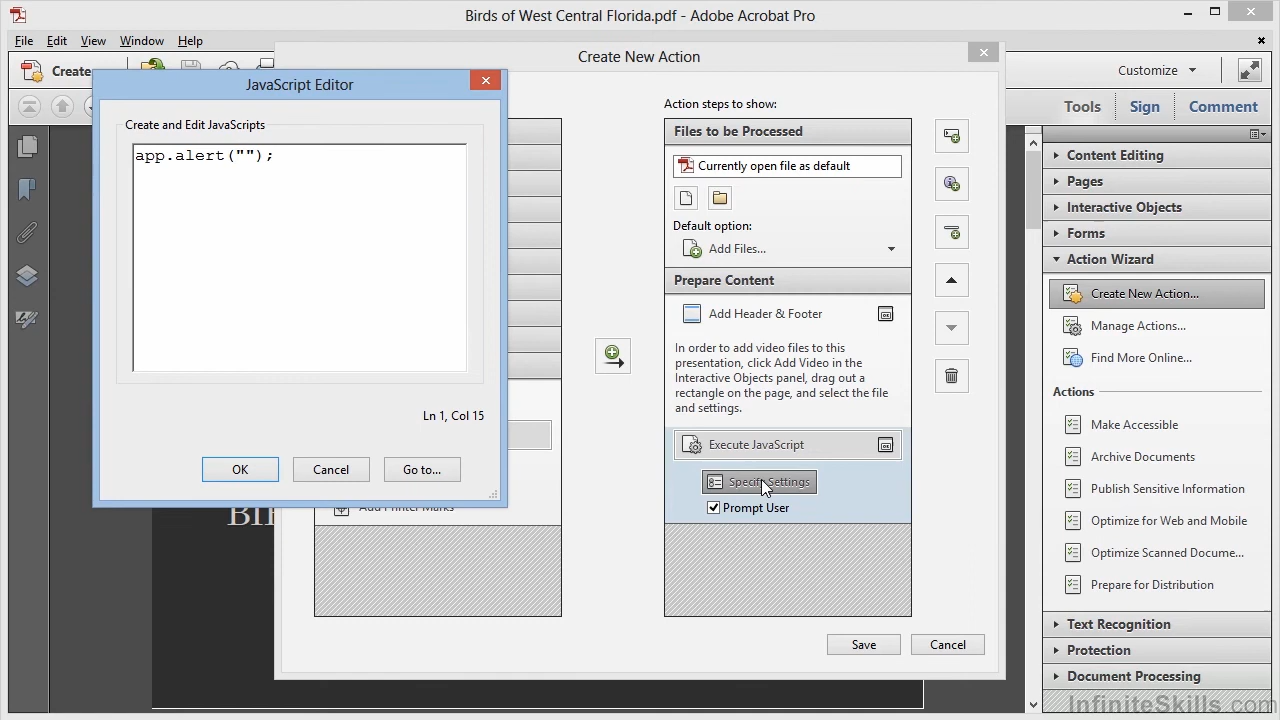 Birds of West Central Florida.pdf - Adobe Acrobat Pro
File Edit View Window Help
Create New Action
Create
Customize
JavaScript Editor
Tools Sign Comment
Create and Edit JavaScripts
app.alert("");
Ln 1, Col 15
OK Cancel Go to...
Action steps to show:
Files to be Processed
Currently open file as default
Default option:
Add Files...
Prepare Content
Add Header & Footer
In order to add video files to this
presentation, click Add Video in the
Interactive Objects panel, drag out a
rectangle on the page, and select the file
and settings.
Execute JavaScript
Specify Settings
Prompt User
Add Printer Marks
Save Cancel
Content Editing
Pages
Interactive Objects
Forms
Action Wizard
Create New Action...
Manage Actions...
Find More Online...
Actions
Make Accessible
Archive Documents
Publish Sensitive Information
Optimize for Web and Mobile
Optimize Scanned Docume...
Prepare for Distribution
Text Recognition
Protection
Document Processing
InfiniteSkills.com